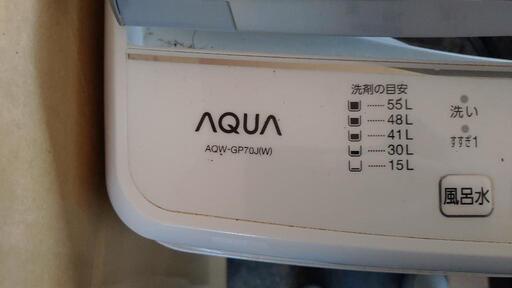 AQUA
AQW-GP70J(W)
洗剤の目安
55L
48L
41L
30L
15L
洗い
すすぎ1
風呂水